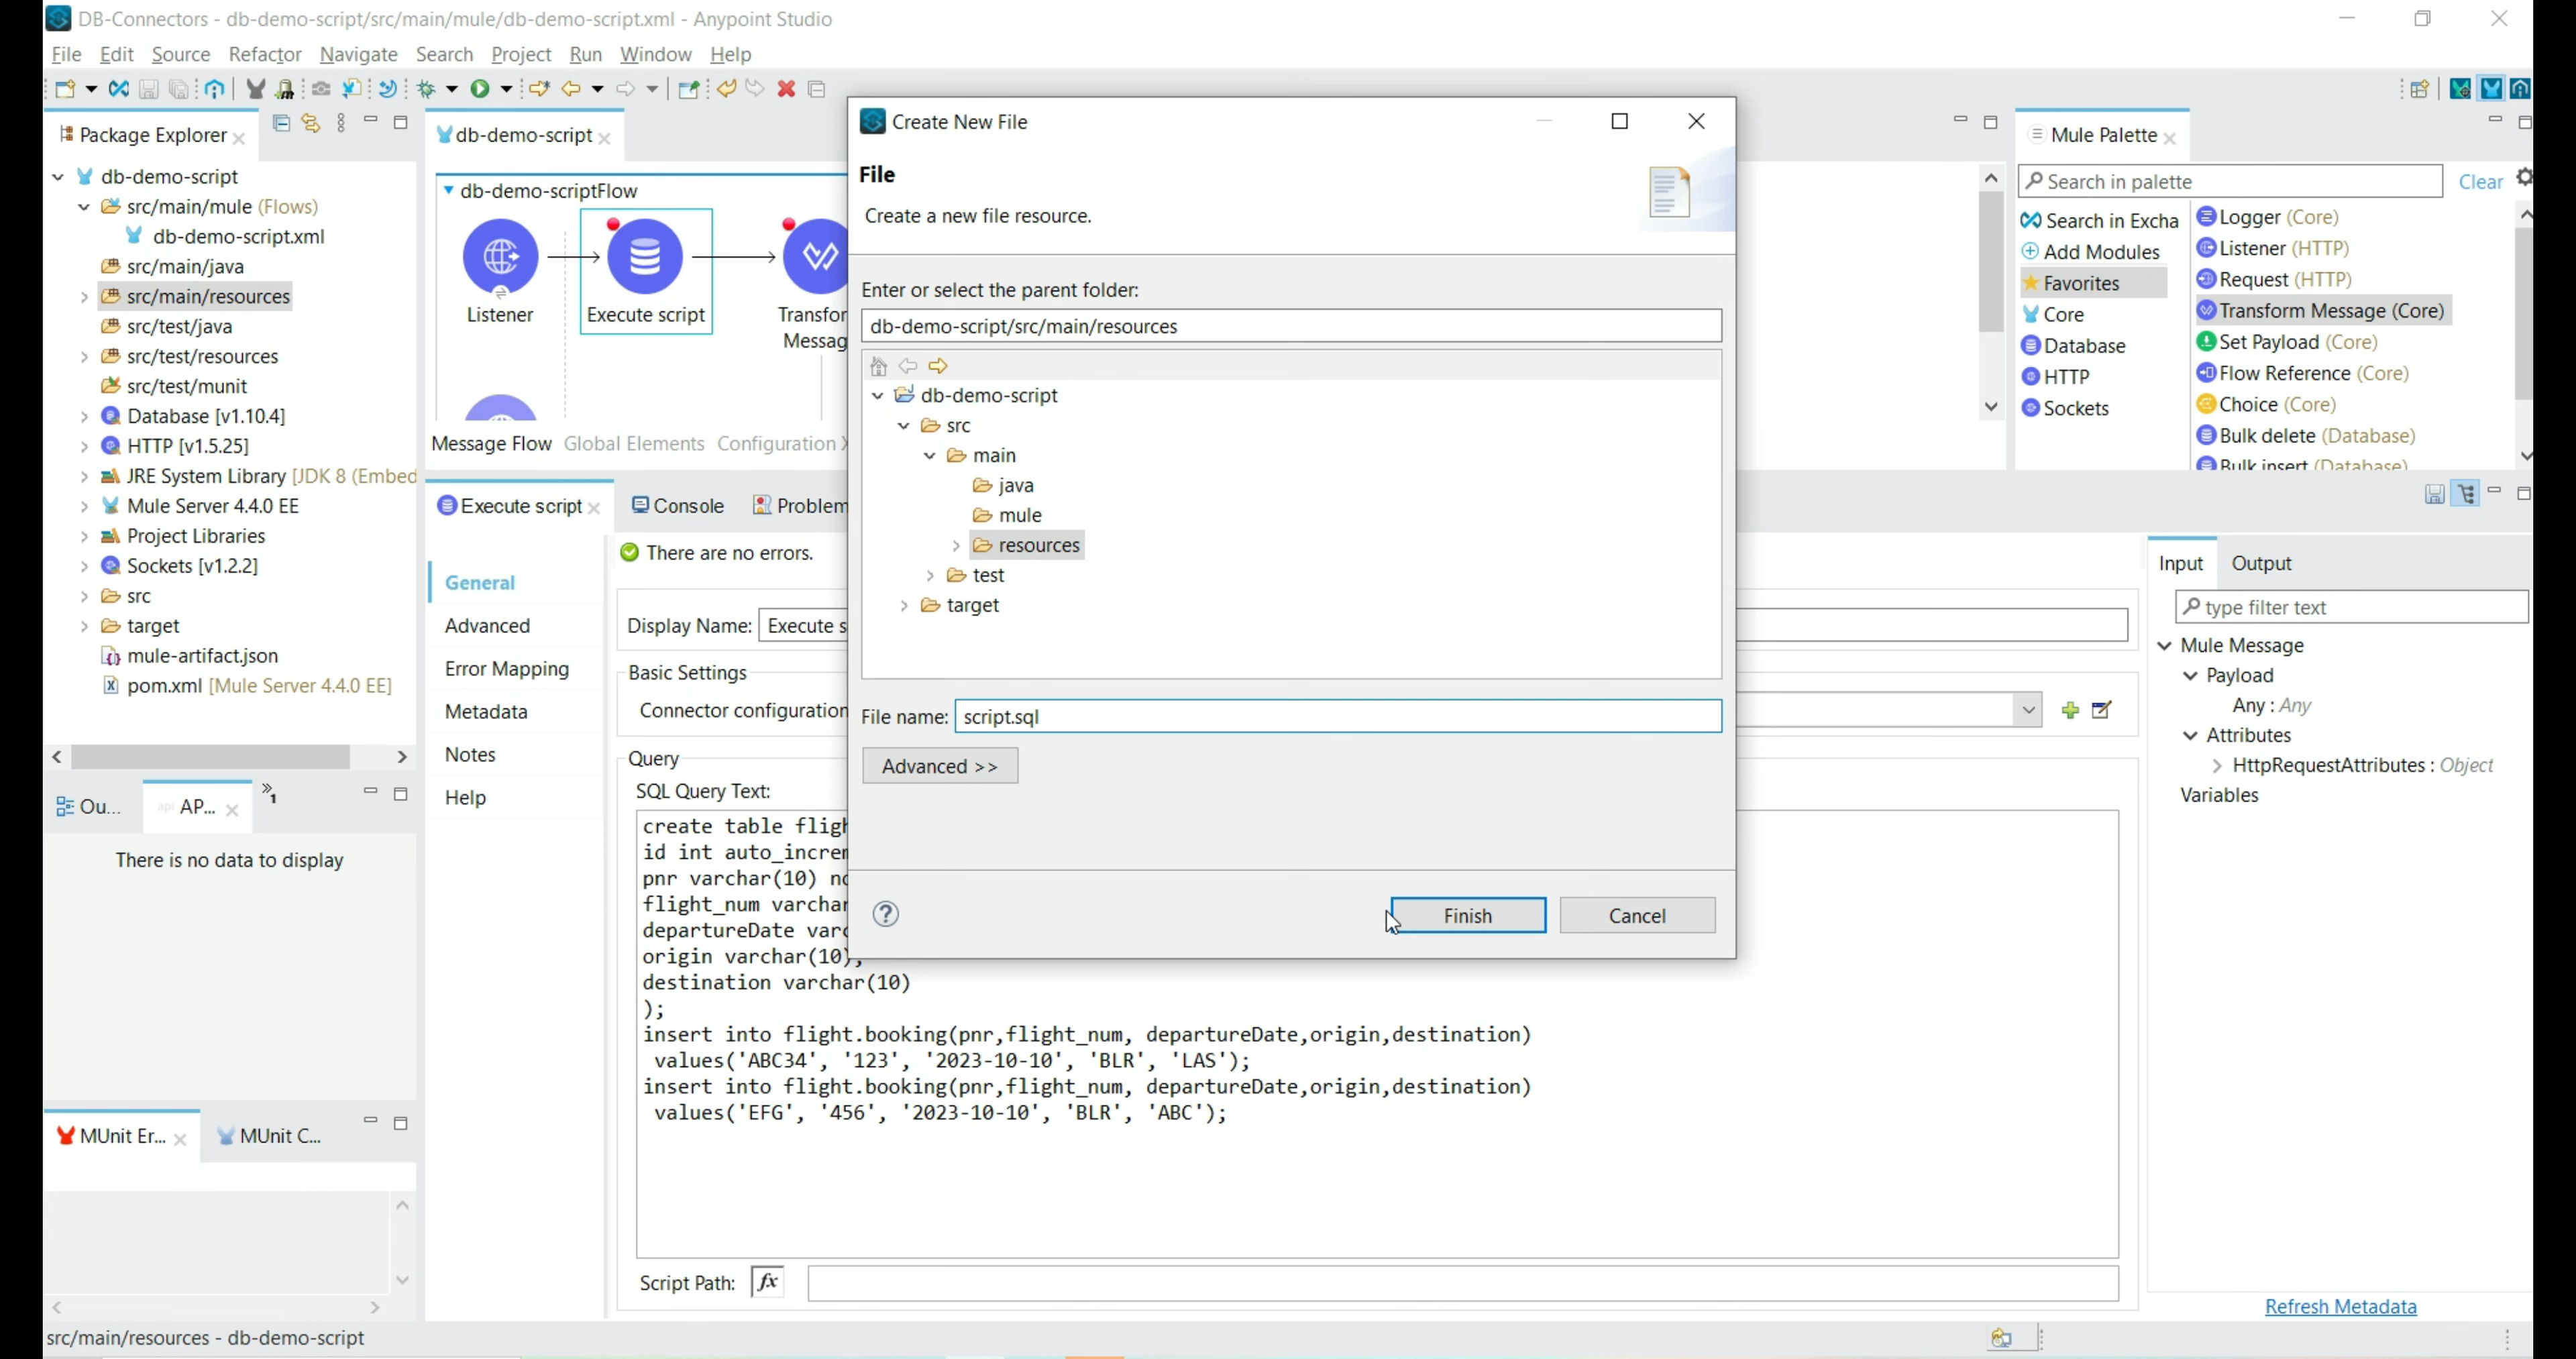 DB-Connectors - db-demo-script/src/main/mule/db-demo-script.xml - Anypoint Studio
File Edit Source Refactor Navigate Search Project Run Window Help
Package Explorer
db-demo-script
src/main/mule (Flows)
db-demo-script.xml
src/main/java
src/main/resources
src/test/java
src/test/resources
src/test/munit
Database [v1.10.4]
HTTP [v1.5.25]
JRE System Library [JDK 8 (Embed
Mule Server 4.4.0 EE
Project Libraries
Sockets [v1.2.2]
src
target
mule-artifact.json
pom.xml [Mule Server 4.4.0 EE]
Ou...
AP...
»1
There is no data to display
MUnit Er...
MUnit C...
db-demo-script
db-demo-scriptFlow
Listener
Execute script
Transfor
Messag
Message Flow Global Elements Configuration X
Execute script
Console
Problem
There are no errors.
General
Advanced
Error Mapping
Metadata
Notes
Help
Display Name: Execute s
Basic Settings
Connector configuration
Query
SQL Query Text:
create table fligh
id int auto_increm
pnr varchar(10) no
flight_num varchar
departureDate varc
origin varchar(10),
destination varchar(10)
);
insert into flight.booking(pnr,flight_num, departureDate,origin,destination)
values('ABC34', '123', '2023-10-10', 'BLR', 'LAS');
insert into flight.booking(pnr,flight_num, departureDate,origin,destination)
values('EFG', '456', '2023-10-10', 'BLR', 'ABC');
Script Path: fx
Create New File
File
Create a new file resource.
Enter or select the parent folder:
db-demo-script/src/main/resources
db-demo-script
src
main
java
mule
resources
test
target
File name: script.sql
Advanced >>
?
Finish
Cancel
Mule Palette
Search in palette
Clear
Search in Excha
Add Modules
Favorites
Core
Database
HTTP
Sockets
Logger (Core)
Listener (HTTP)
Request (HTTP)
Transform Message (Core)
Set Payload (Core)
Flow Reference (Core)
Choice (Core)
Bulk delete (Database)
Bulk insert (Database)
Input
Output
type filter text
Mule Message
Payload
Any : Any
Attributes
HttpRequestAttributes : Object
Variables
Refresh Metadata
src/main/resources - db-demo-script